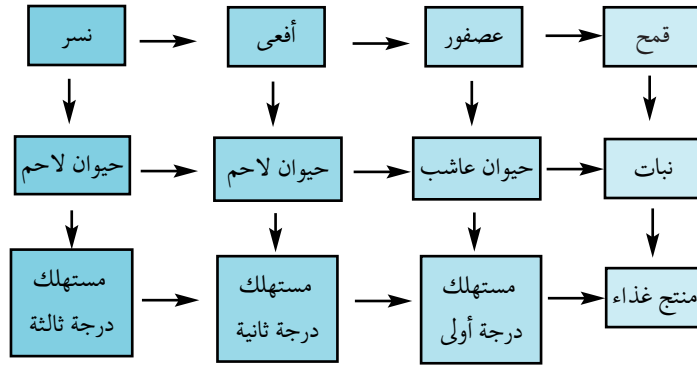 قمح
عصفور
أفعى
نسر
نبات
حيوان عاشب
حيوان لاحم
حيوان لاحم
منتج غذاء
مستهلك
درجة أولى
مستهلك
درجة ثانية
مستهلك
درجة ثالثة